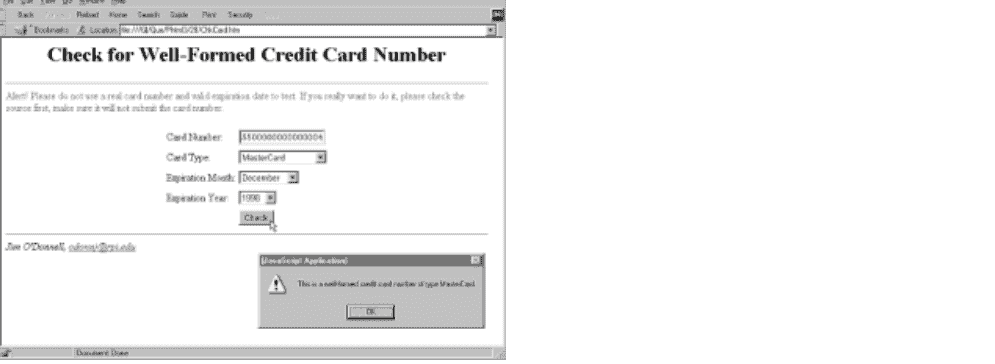 Back Reload Home Search Guide Print Security
Bookmarks Location:
Check for Well-Formed Credit Card Number
Alert! Please do not use a real card number and valid expiration date to test. If you really want to do it, please check the
source first, make sure it will not submit the card number.
Card Number:
Card Type: MasterCard
Expiration Month: December
Expiration Year: 1998
Check
Jim O'Donnell,
[JavaScript Application]
This is a well-formed credit card number of type MasterCard
OK
Document Done